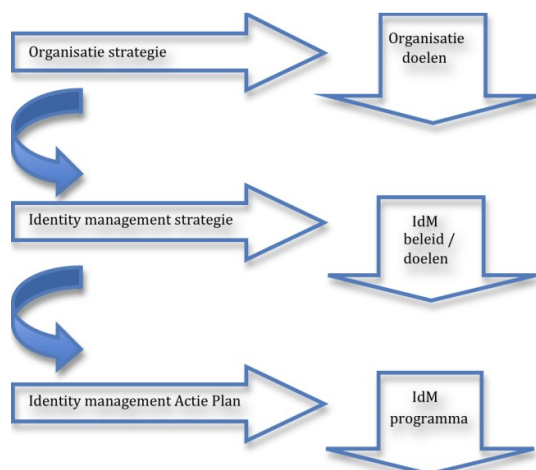 Organisatie strategie
Organisatie
doelen
Identity management strategie
IdM
beleid /
doelen
Identity management Actie Plan
IdM
programma